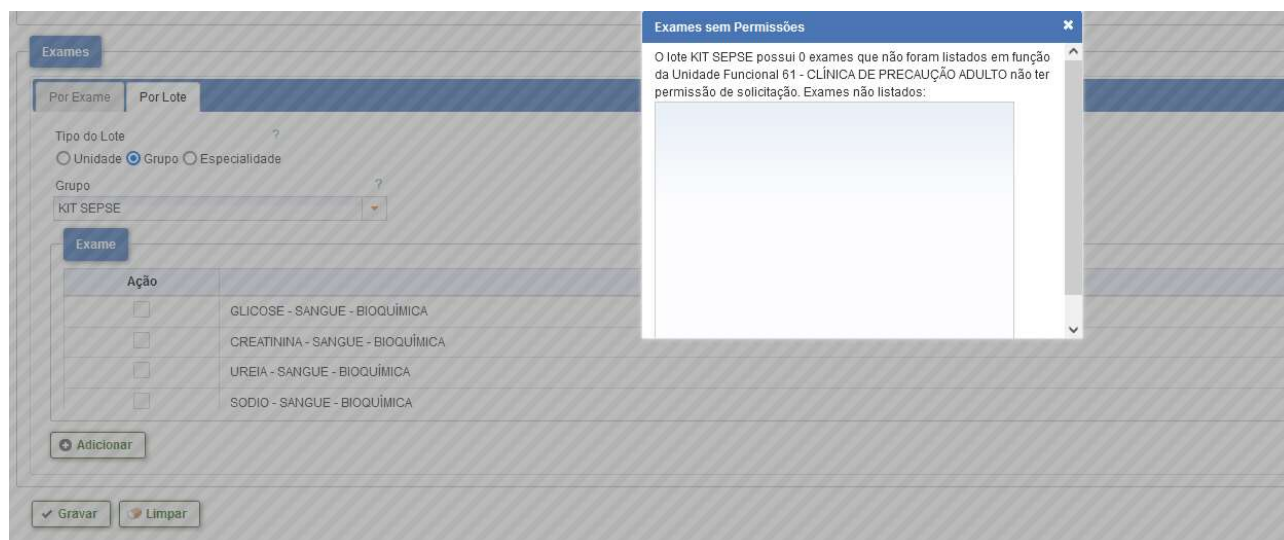 Exames sem Permissões
O lote KIT SEPSE possui 0 exames que não foram listados em função
da Unidade Funcional 61 - CLÍNICA DE PRECAUÇÃO ADULTO não ter
permissão de solicitação. Exames não listados:
Exames
Por Exame Por Lote
Tipo do Lote ?
Unidade Grupo Especialidade
Grupo ?
KIT SEPSE
Exame
Ação
GLICOSE - SANGUE - BIOQUÍMICA
CREATININA - SANGUE - BIOQUÍMICA
UREIA - SANGUE - BIOQUÍMICA
SODIO - SANGUE - BIOQUÍMICA
Adicionar
Gravar Limpar